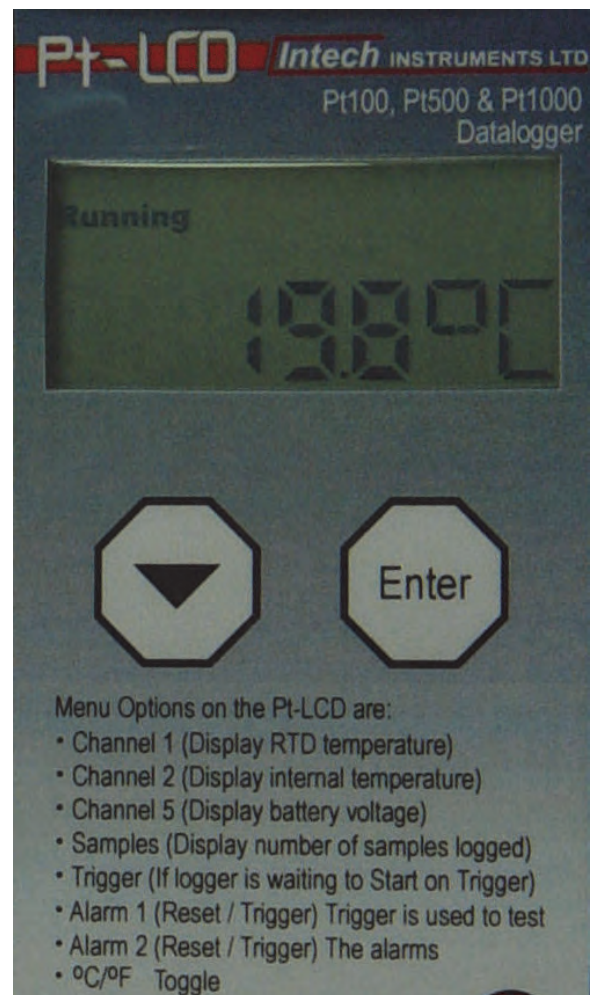 Pt-LCD Intech INSTRUMENTS LTD
Pt100, Pt500 & Pt1000
Datalogger
Running
19.8°C
Enter
Menu Options on the Pt-LCD are:
• Channel 1 (Display RTD temperature)
• Channel 2 (Display internal temperature)
• Channel 5 (Display battery voltage)
• Samples (Display number of samples logged)
• Trigger (If logger is waiting to Start on Trigger)
• Alarm 1 (Reset / Trigger) Trigger is used to test
• Alarm 2 (Reset / Trigger) The alarms
• ºC/ºF Toggle